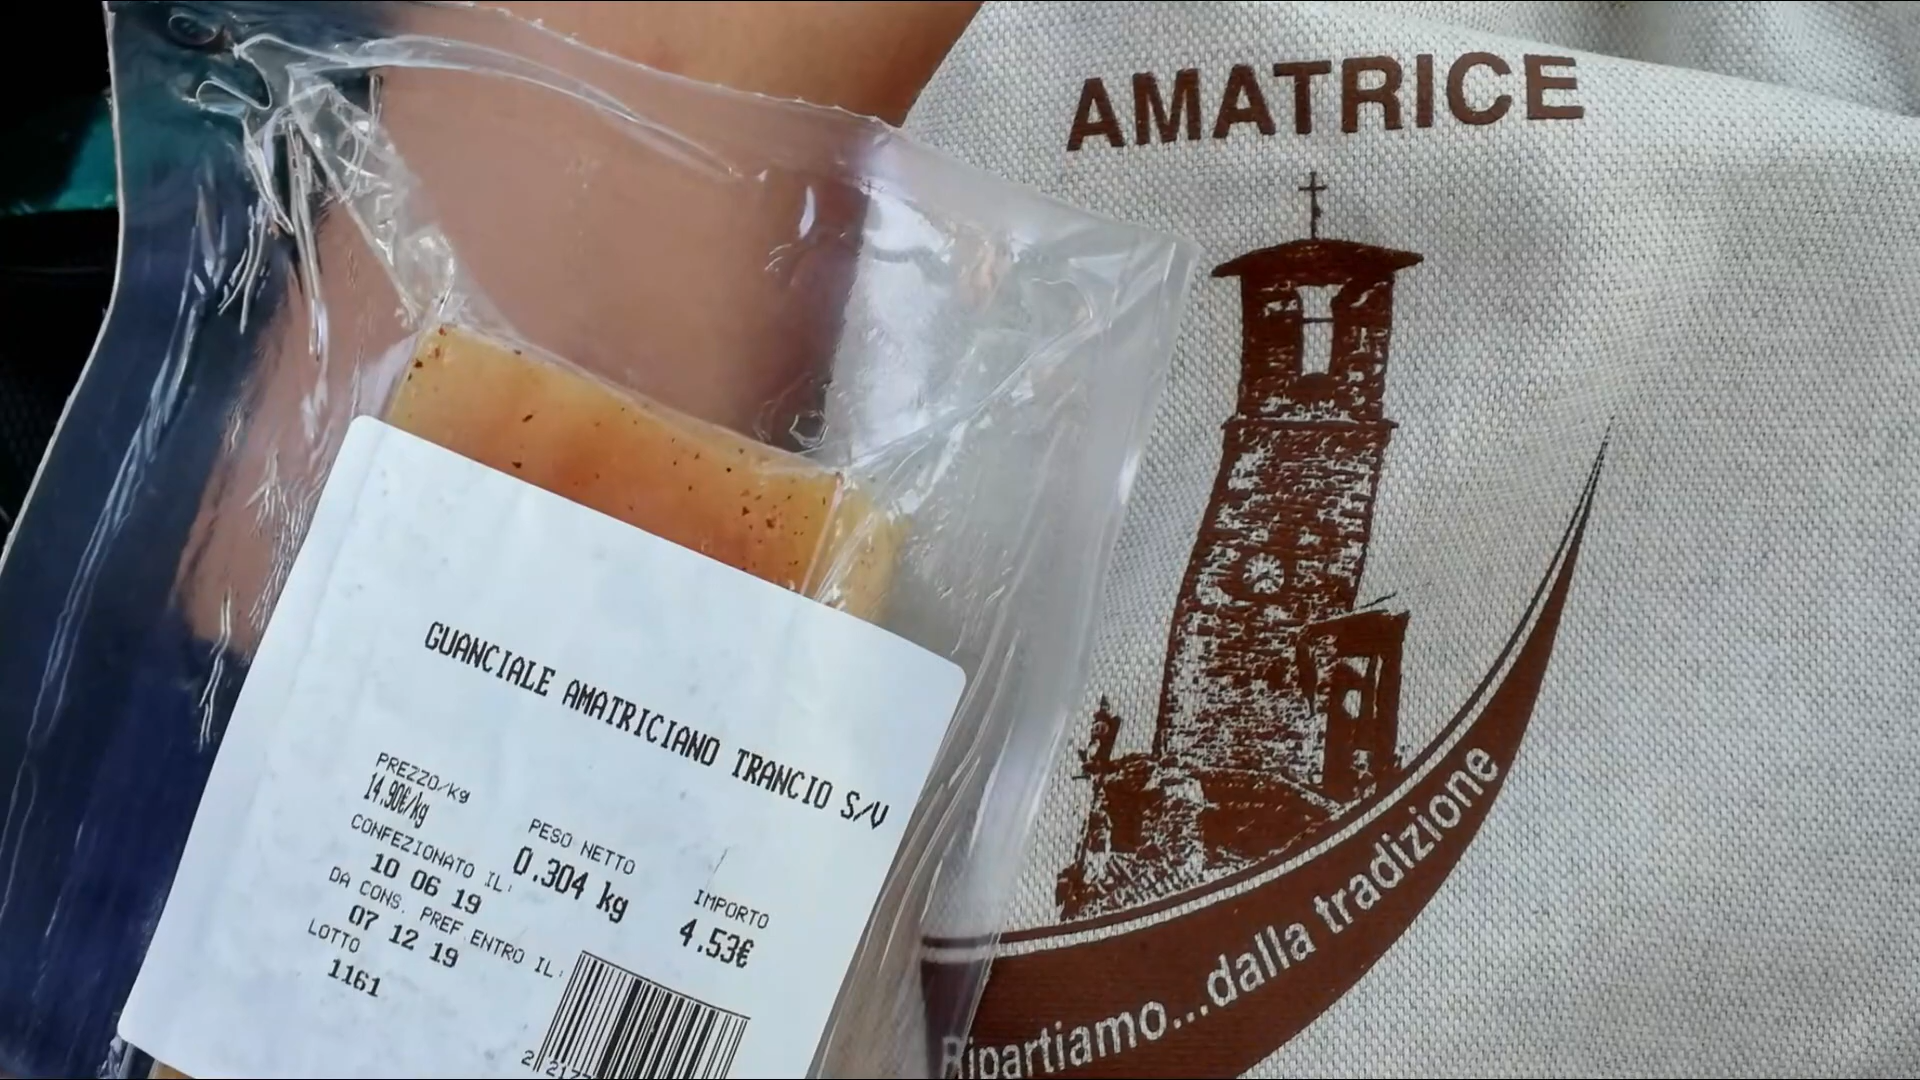 AMATRICE
GUANCIALE AMATRICIANO TRANCIO S/V
PREZZO/kg
14.90€/kg
PESO NETTO
0.304 kg
IMPORTO
4.53€
CONFEZIONATO IL:
10 06 19
DA CONS. PREF.ENTRO IL:
07 12 19
LOTTO
1161
Ripartiamo...dalla tradizione